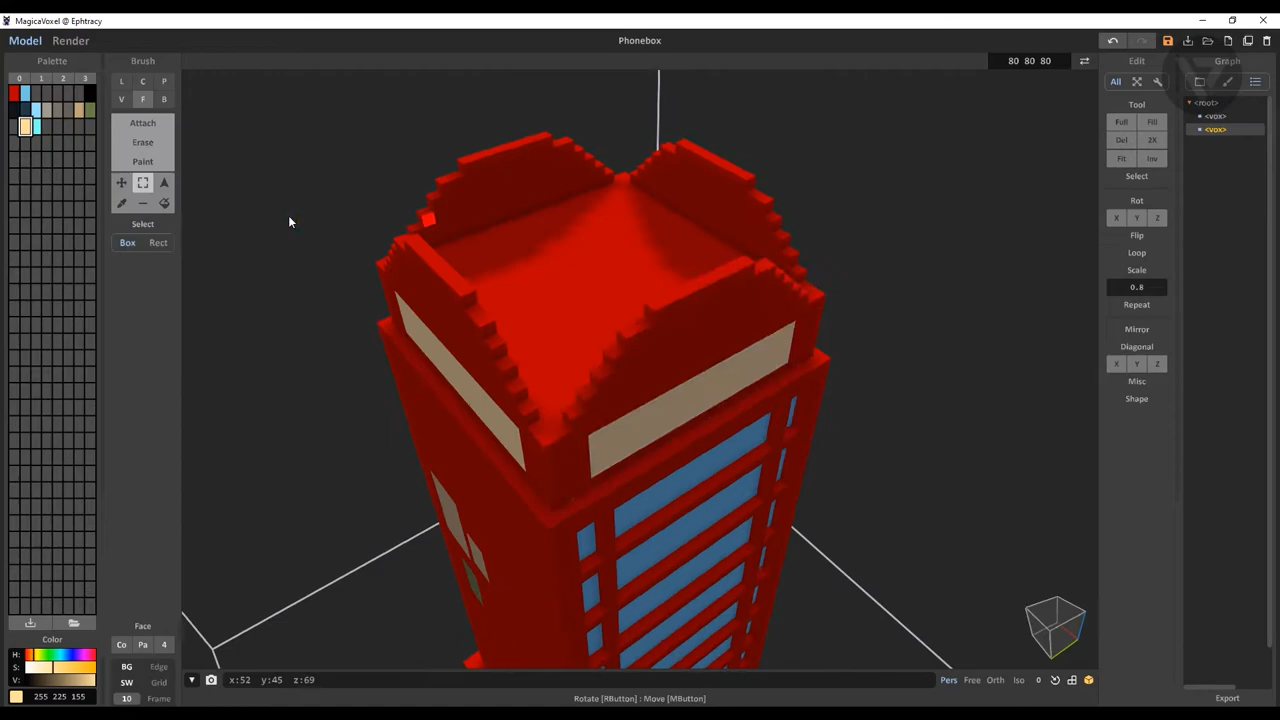 MagicaVoxel @ Ephtracy
Model Render
Phonebox
Palette
0 1 2 3
Brush
L C P
V F B
Attach
Erase
Paint
Select
Box Rect
80 80 80
Edit
All
Tool
Full Fill
Del 2X
Fit Inv
Select
Rot
X Y Z
Flip
Loop
Scale
0.8
Repeat
Mirror
Diagonal
X Y Z
Misc
Shape
Graph
<root>
<vox>
<vox>
Color
H:
S:
V:
255 225 155
Face
Co Pa 4
BG Edge
SW Grid
10 Frame
x:52 y:45 z:69
Pers Free Orth Iso 0
Rotate [RButton] : Move [MButton]
Export